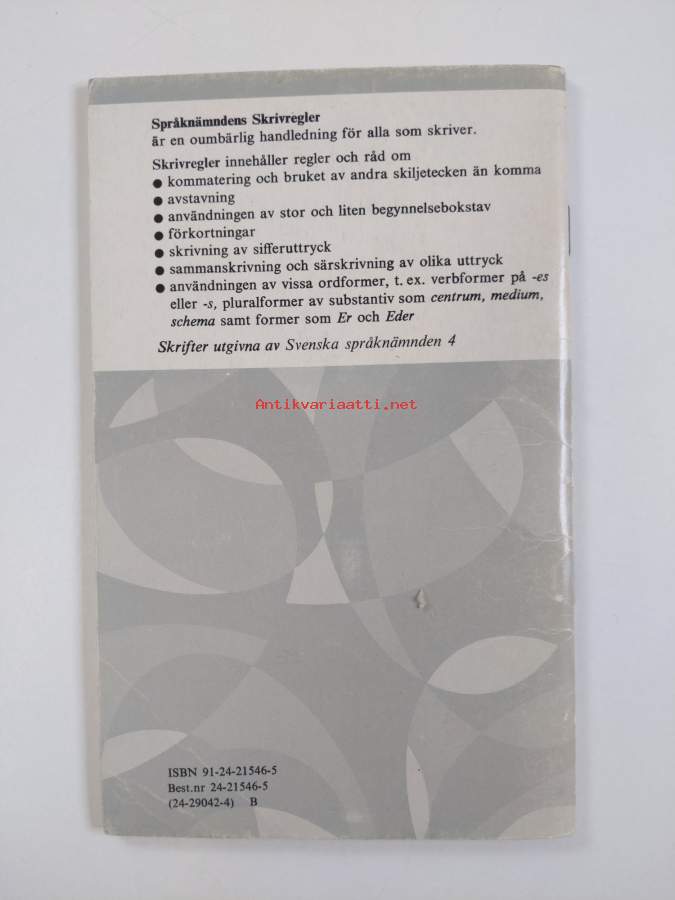 Språknämndens Skrivregler
är en oumbärlig handledning för alla som skriver.
Skrivregler innehåller regler och råd om
● kommatering och bruket av andra skiljetecken än komma
● avstavning
● användningen av stor och liten begynnelsebokstav
● förkortningar
● skrivning av sifferuttryck
● sammanskrivning och särskrivning av olika uttryck
● användningen av vissa ordformer, t. ex. verbformer på -es
eller -s, pluralformer av substantiv som centrum, medium,
schema samt former som Er och Eder
Skrifter utgivna av Svenska språknämnden 4
Antikvariaatti.net
ISBN 91-24-21546-5
Best.nr 24-21546-5
(24-29042-4) B